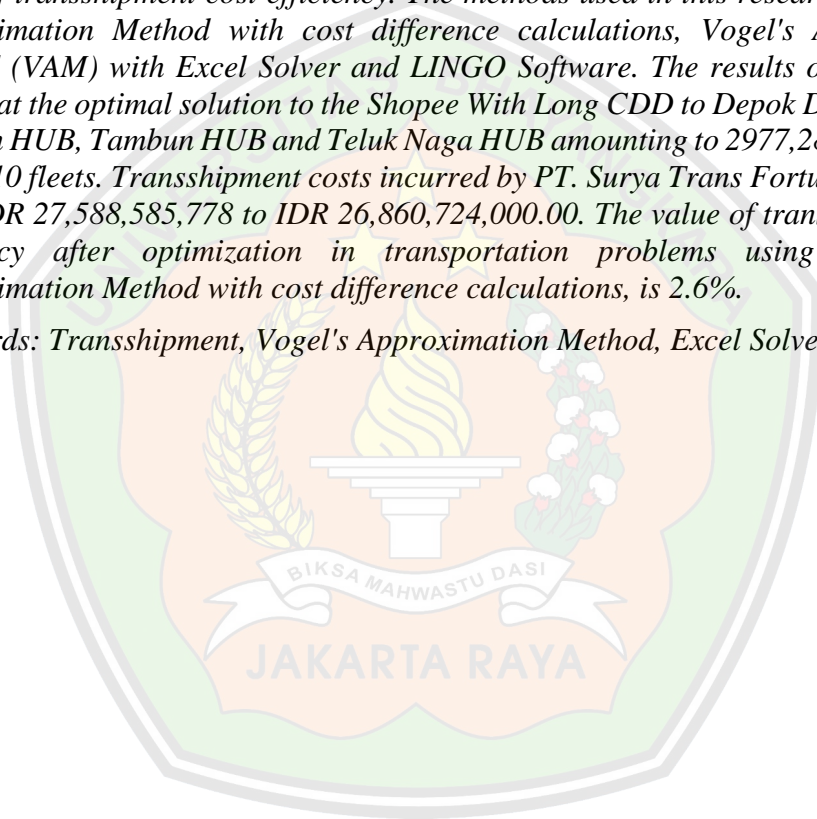 transshipment cost efficiency. The methods used in this resear
imation Method with cost difference calculations, Vogel's A
(VAM) with Excel Solver and LINGO Software. The results o
at the optimal solution to the Shopee With Long CDD to Depok D
HUB, Tambun HUB and Teluk Naga HUB amounting to 2977,2
10 fleets. Transshipment costs incurred by PT. Surya Trans Fortu
DR 27,588,585,778 to IDR 26,860,724,000.00. The value of tran
cy after optimization in transportation problems using
imation Method with cost difference calculations, is 2.6%.
rds: Transshipment, Vogel's Approximation Method, Excel Solve
BIKSA MAHWASTU DASI
JAKARTA RAYA